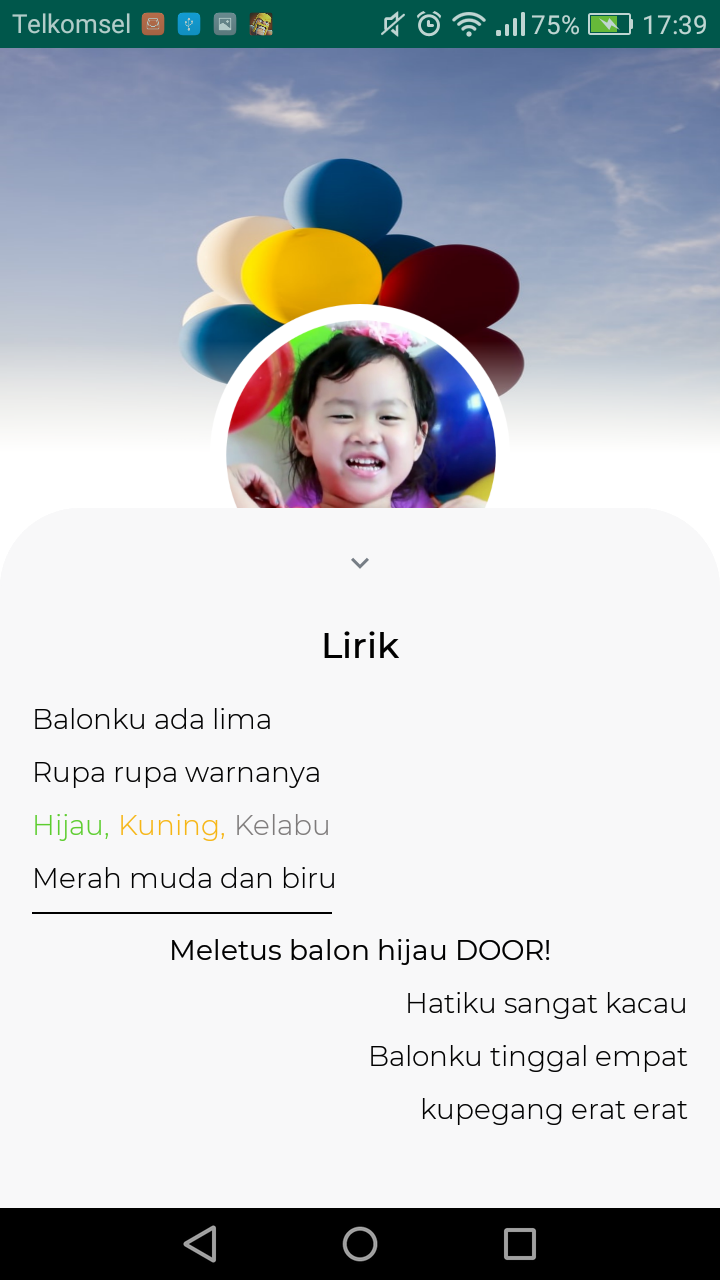 Telkomsel 75% 17:39
Lirik
Balonku ada lima
Rupa rupa warnanya
Hijau, Kuning, Kelabu
Merah muda dan biru
Meletus balon hijau DOOR!
Hatiku sangat kacau
Balonku tinggal empat
kupegang erat erat